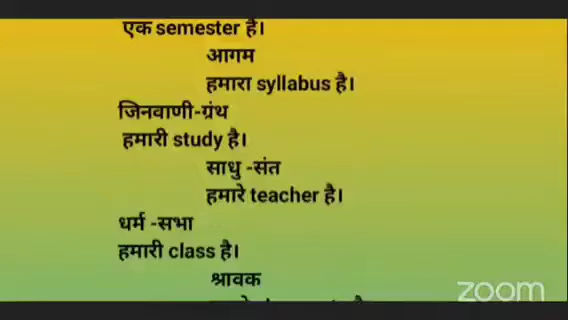 एक semester है।
आगम
हमारा syllabus है।
जिनवाणी-ग्रंथ
हमारी study है।
साधु -संत
हमारे teacher है।
धर्म -सभा
हमारी class है।
श्रावक
zoom